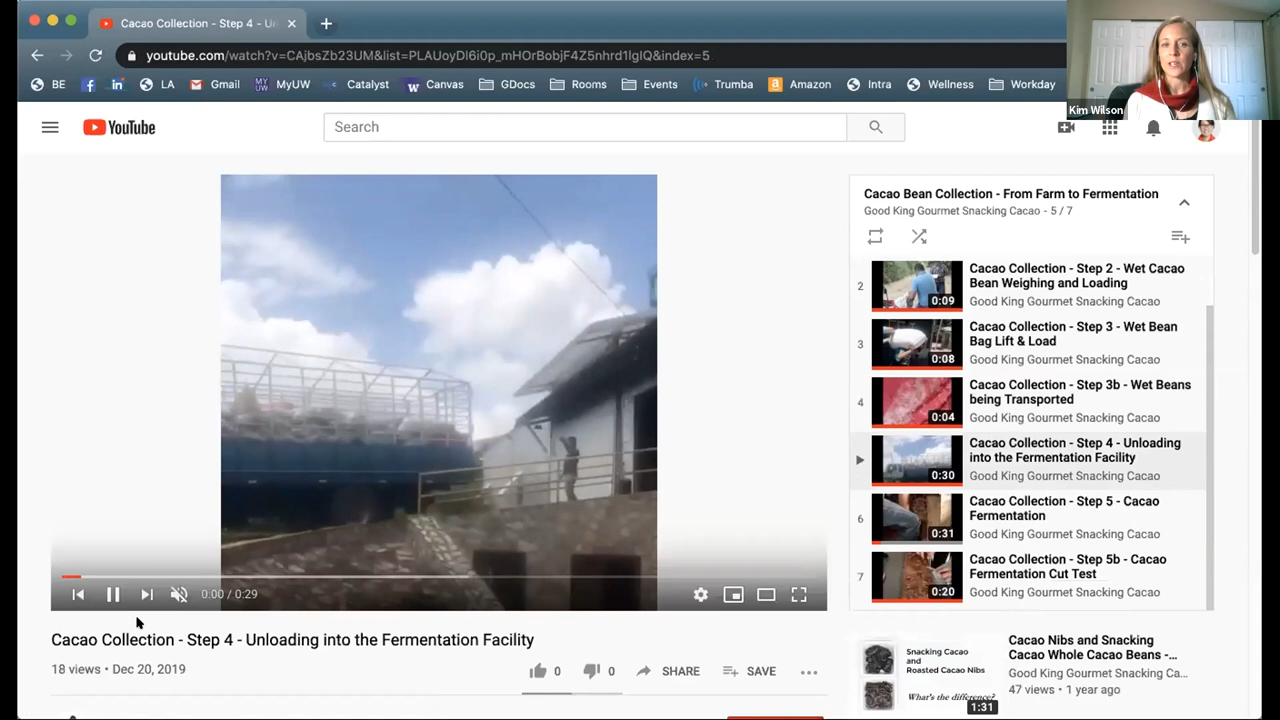 Cacao Collection - Step 4 - Un
youtube.com/watch?v=CAjbsZb23UM&list=PLAUoyDl6i0p_mHOrBobjF4Z5nhrd1lglQ&index=5
BE LA Gmail MyUW Catalyst Canvas GDocs Rooms Events Trumba Amazon Intra Wellness Workday
Kim Wilson
YouTube
Search
Cacao Bean Collection - From Farm to Fermentation
Good King Gourmet Snacking Cacao - 5 / 7
2
0:09
Cacao Collection - Step 2 - Wet Cacao
Bean Weighing and Loading
Good King Gourmet Snacking Cacao
3
0:08
Cacao Collection - Step 3 - Wet Bean
Bag Lift & Load
Good King Gourmet Snacking Cacao
4
0:04
Cacao Collection - Step 3b - Wet Beans
being Transported
Good King Gourmet Snacking Cacao
0:30
Cacao Collection - Step 4 - Unloading
into the Fermentation Facility
Good King Gourmet Snacking Cacao
6
0:31
Cacao Collection - Step 5 - Cacao
Fermentation
Good King Gourmet Snacking Cacao
7
0:20
Cacao Collection - Step 5b - Cacao
Fermentation Cut Test
Good King Gourmet Snacking Cacao
0:00 / 0:29
Cacao Collection - Step 4 - Unloading into the Fermentation Facility
18 views • Dec 20, 2019
0 0 SHARE SAVE
Snacking Cacao
and
Roasted Cacao Nibs
What's the difference?
1:31
Cacao Nibs and Snacking
Cacao Whole Cacao Beans -...
Good King Gourmet Snacking Ca...
47 views • 1 year ago